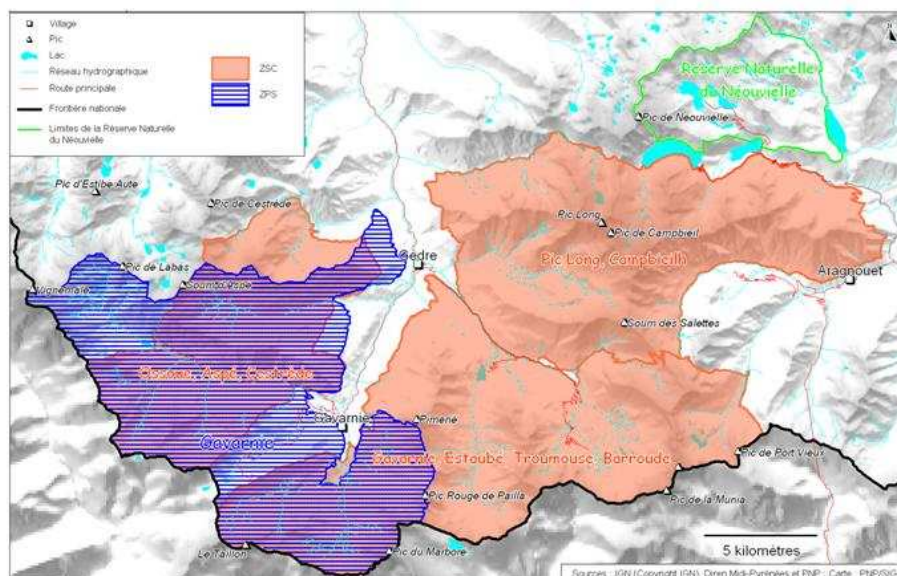 Village
Pic
Lac
Réseau hydrographique
Route principale
Frontière nationale
Limites de la Réserve Naturelle
du Néouvielle
ZSC
ZPS
N
Réserve Naturelle
du Néouvielle
Pic de Néouvielle
Pic d'Estibe Aute
Pic de Cestrède
Pic Long
Pic de Campbieil
Gèdre
Pic Long, Campbieilh
Pic de Labas
Aragnouet
Soum d'Aspé
Vignemale
Soum des Salettes
Ossoue, Aspé, Cestrède
Gavarnie
Pimené
Gavarnie
Gavarnie, Estaubé, Troumouse, Barroude
Pic de Port Vieux
Pic Rouge de Pailla
Pic de la Munia
Le Taillon
Pic du Marboré
5 kilomètres
Sources : IGN (Copyright IGN), Diren Midi-Pyrénées et PNP ; Carte : PNP/SIG